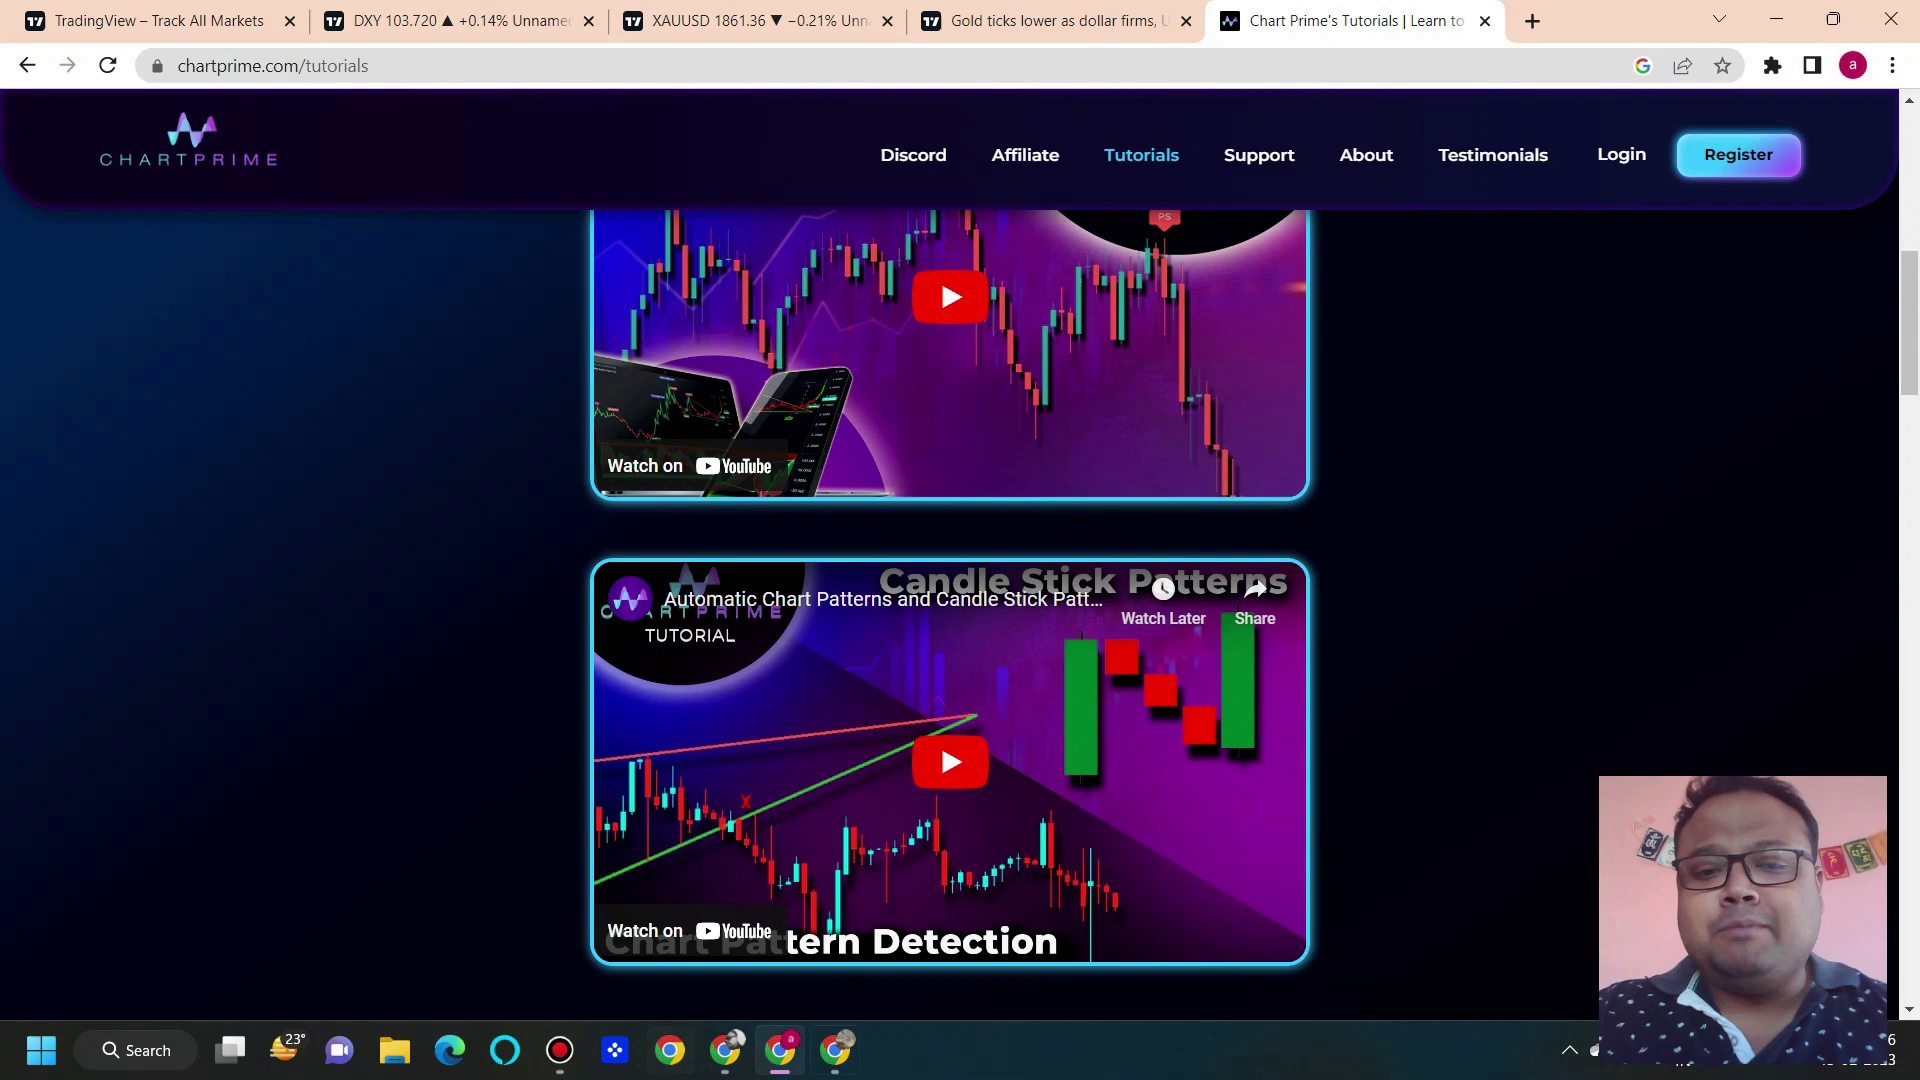 TradingView – Track All Markets
DXY 103.720 ▲ +0.14% Unname
XAUUSD 1861.36 ▼ −0.21% Un
Gold ticks lower as dollar firms, U
Chart Prime's Tutorials | Learn to
chartprime.com/tutorials
a
CHARTPRIME
Discord
Affiliate
Tutorials
Support
About
Testimonials
Login
Register
PS
Watch on YouTube
Candle Stick Patterns
Automatic Chart Patterns and Candle Stick Patt...
TUTORIAL
Watch Later
Share
X
Watch on YouTube
Chart Pattern Detection
23°
Search